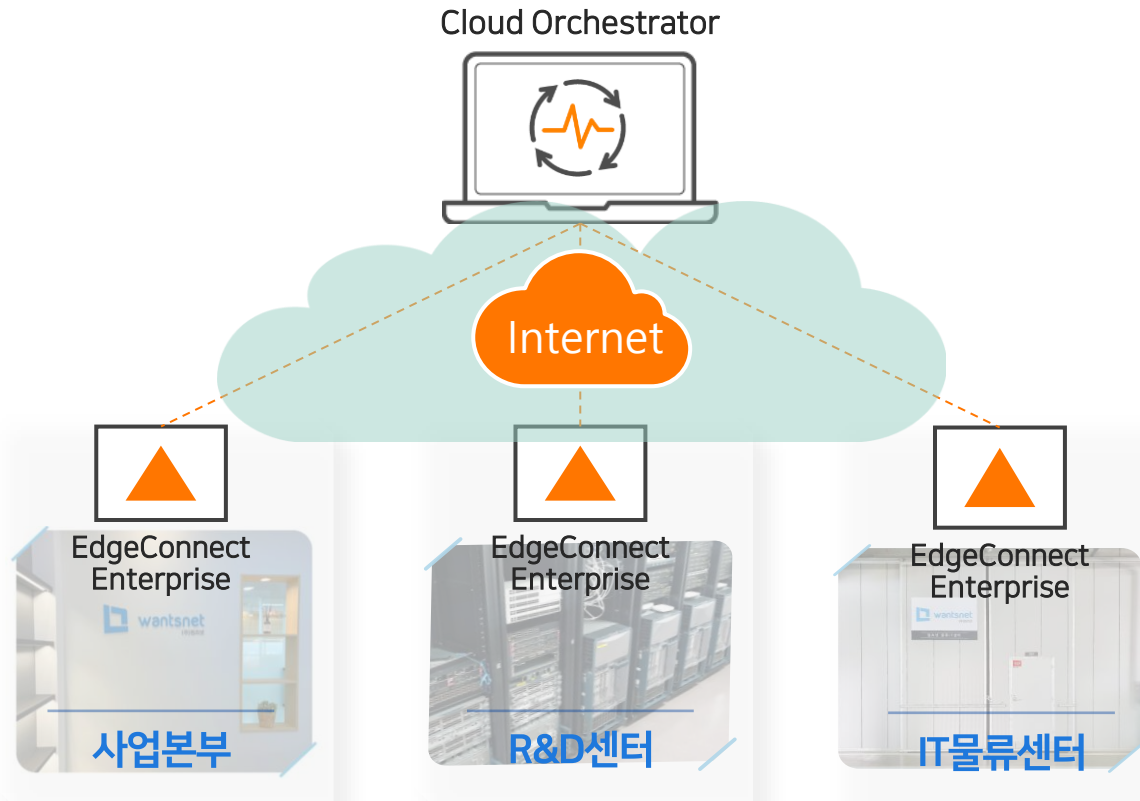 Cloud Orchestrator
Internet
EdgeConnect
Enterprise
EdgeConnect
Enterprise
EdgeConnect
Enterprise
wantsnet
wantsnet
사업본부
R&D센터
IT물류센터